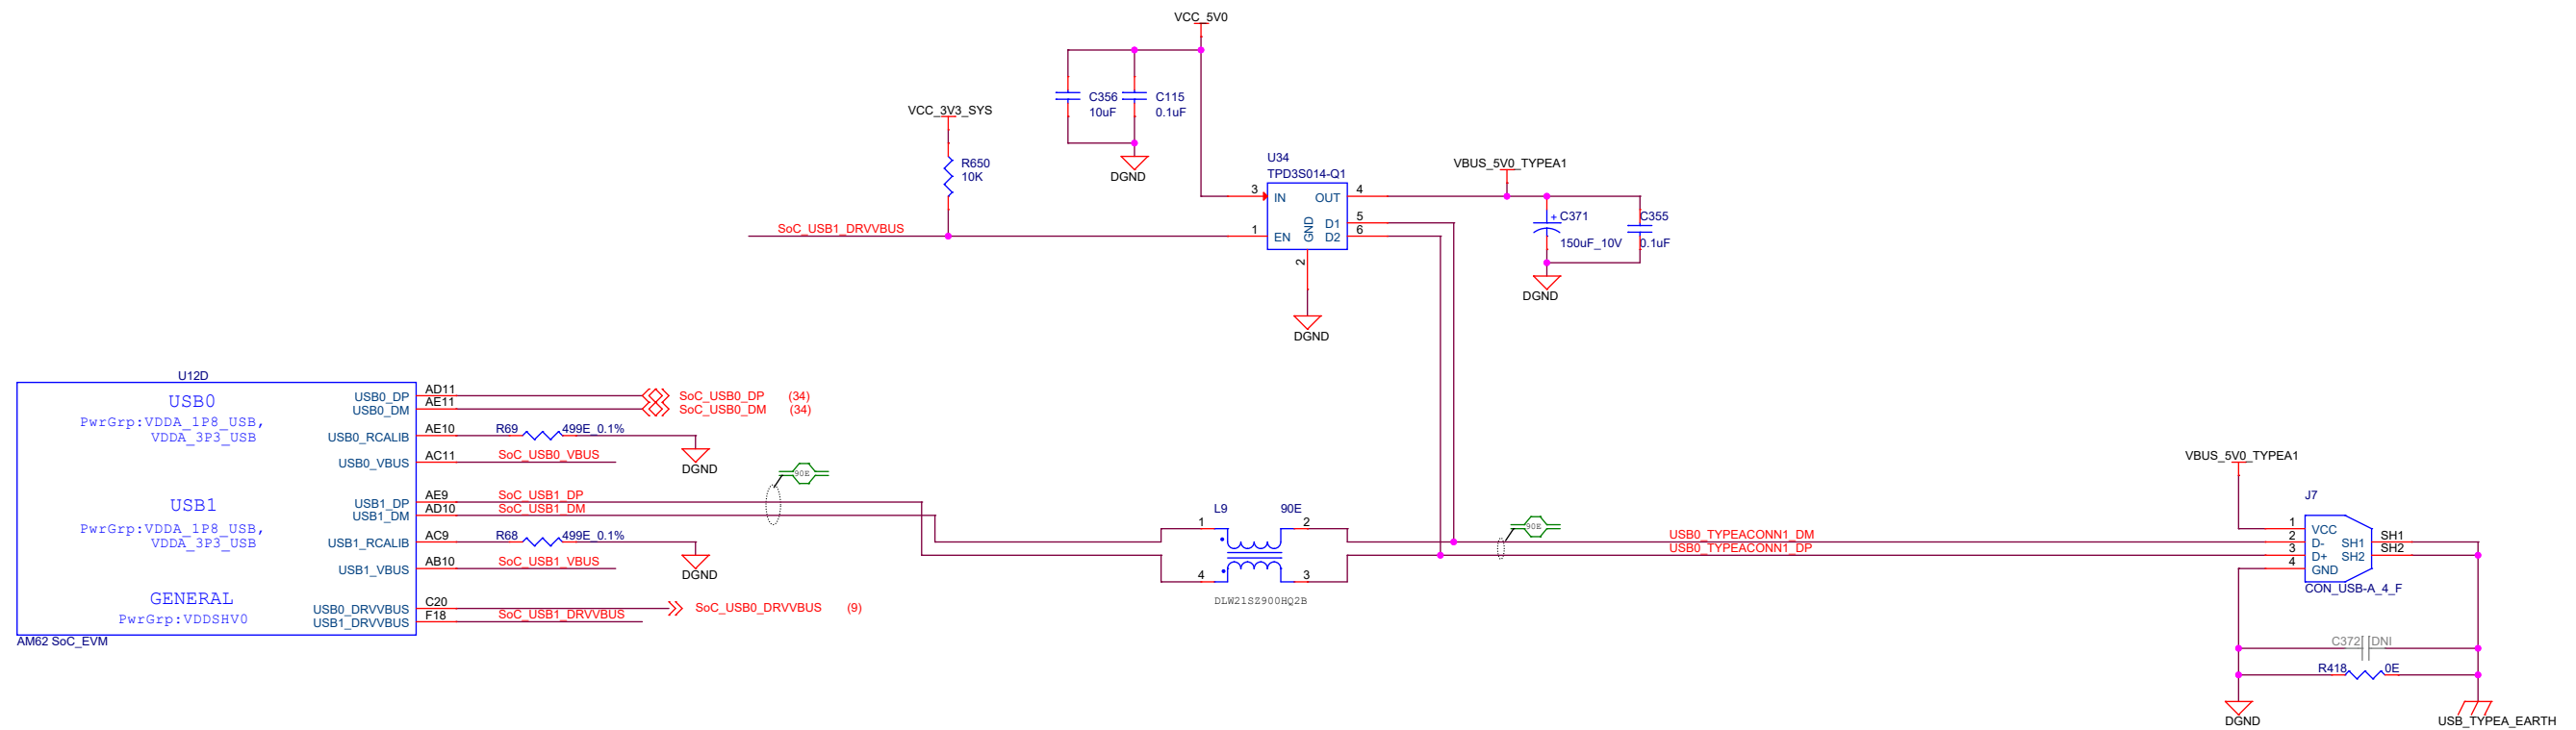 VCC_5V0
C356
10uF
C115
0.1uF
DGND
VCC_3V3_SYS
R650
10K
SoC_USB1_DRVVBUS
U34
TPD3S014-Q1
3
IN
OUT
4
GND
D1
5
1
EN
D2
6
2
DGND
VBUS_5V0_TYPEA1
+ C371
150uF_10V
C355
0.1uF
DGND
U12D
USB0
PwrGrp:VDDA_1P8_USB,
VDDA_3P3_USB
USB0_DP
AD11
SoC_USB0_DP (34)
USB0_DM
AE11
SoC_USB0_DM (34)
USB0_RCALIB
AE10
R69
499E_0.1%
DGND
USB0_VBUS
AC11
SoC_USB0_VBUS
USB1
PwrGrp:VDDA_1P8_USB,
VDDA_3P3_USB
USB1_DP
AE9
SoC_USB1_DP
USB1_DM
AD10
SoC_USB1_DM
90E
USB1_RCALIB
AC9
R68
499E_0.1%
DGND
USB1_VBUS
AB10
SoC_USB1_VBUS
GENERAL
PwrGrp:VDDSHV0
USB0_DRVVBUS
C20
SoC_USB0_DRVVBUS (9)
USB1_DRVVBUS
F18
SoC_USB1_DRVVBUS
AM62 SoC_EVM
L9
90E
1
2
4
3
DLW21SZ900HQ2B
90E
USB0_TYPEACONN1_DM
USB0_TYPEACONN1_DP
VBUS_5V0_TYPEA1
J7
1
VCC
2
D-
SH1
SH1
3
D+
SH2
SH2
4
GND
CON_USB-A_4_F
C372
DNI
R418
0E
DGND
USB_TYPEA_EARTH